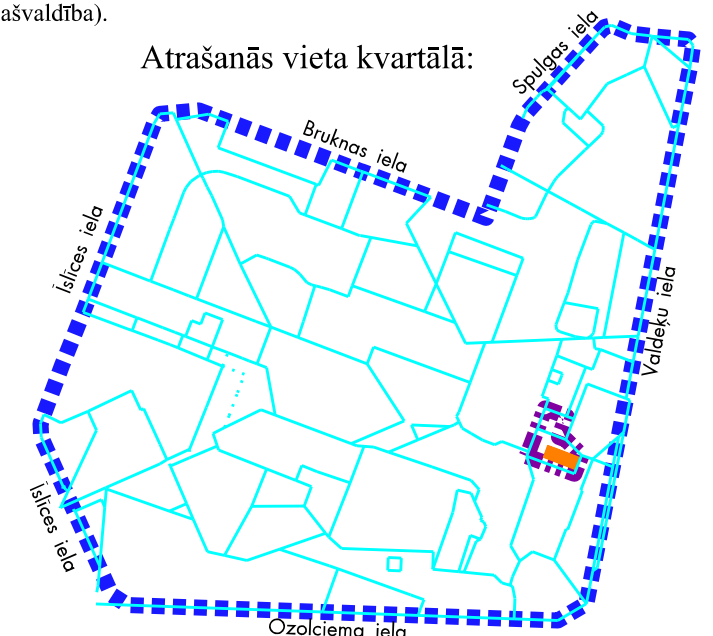 ašvaldība).
Atrašanās vieta kvartālā:
Spulgas iela
Bruknas iela
Īslīces iela
Valdeķu iela
Īslīces iela
Ozolciema iela